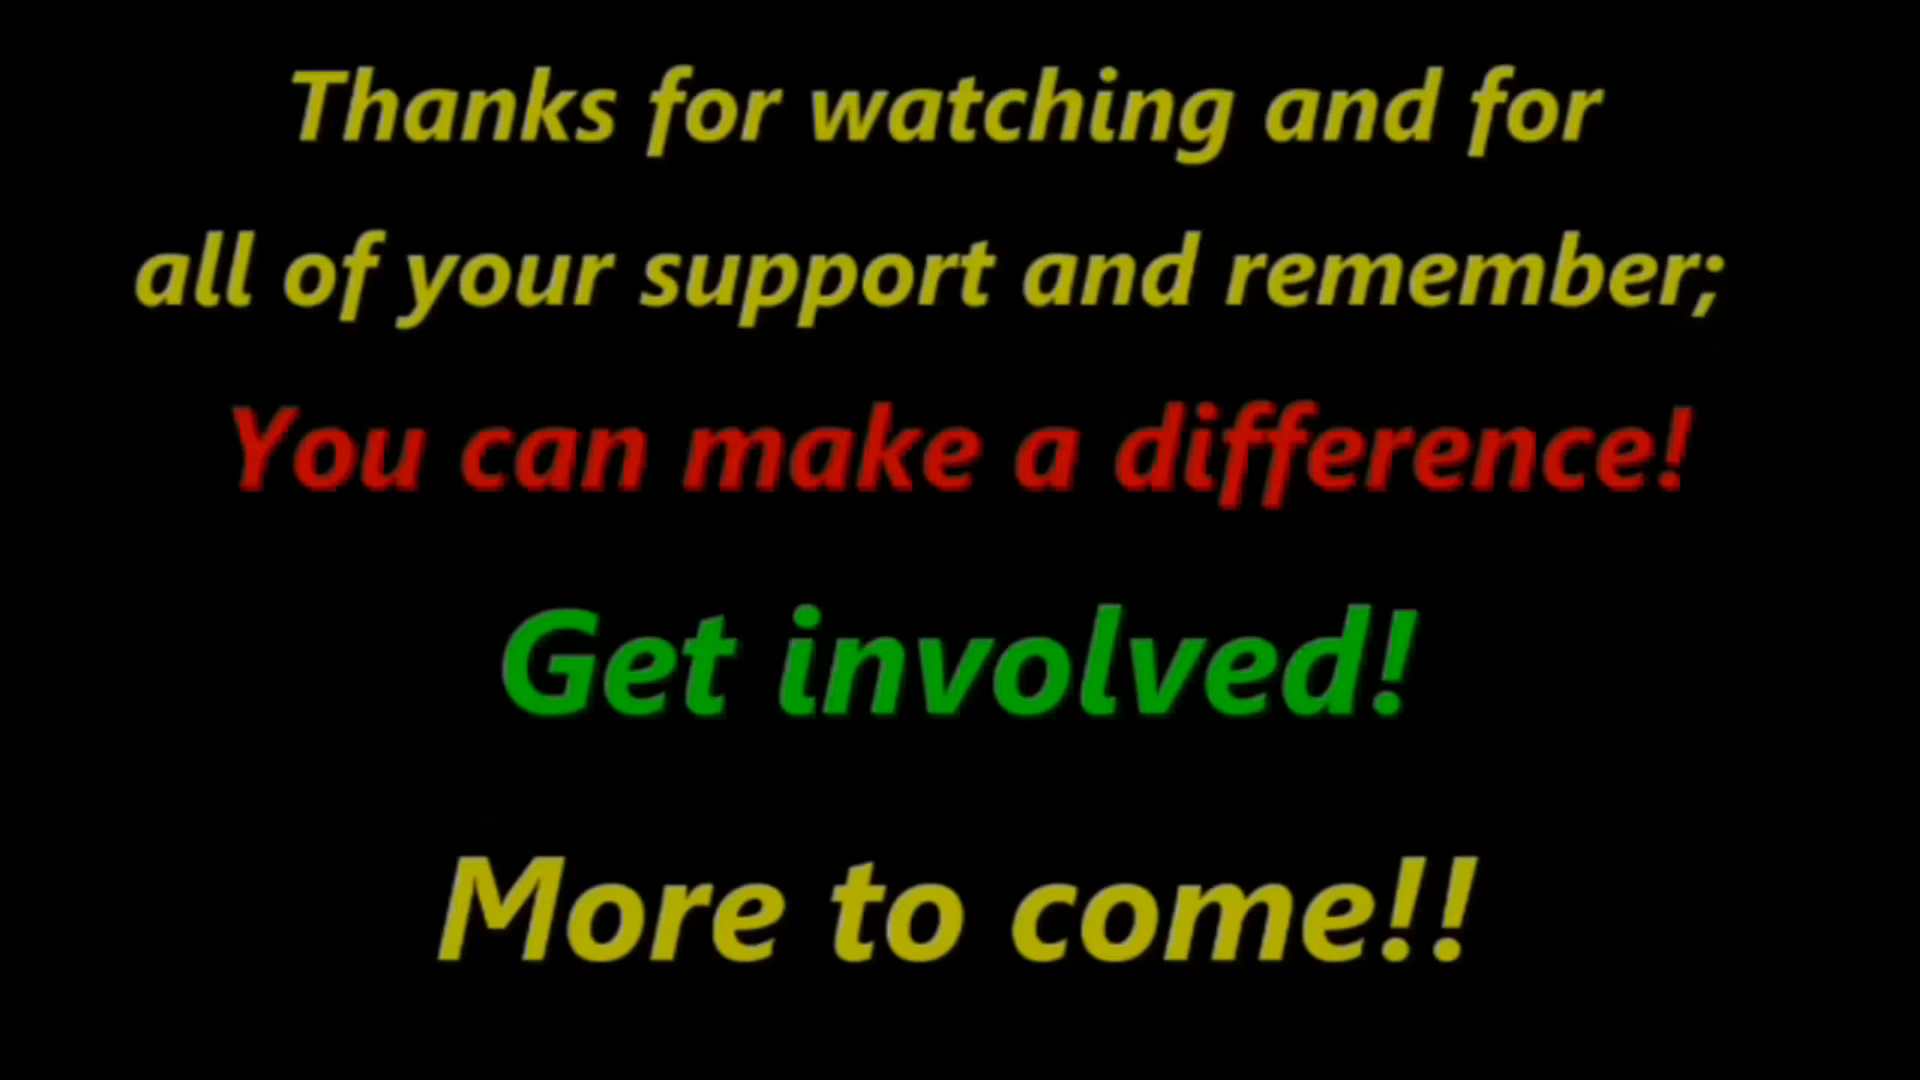 Thanks for watching and for
all of your support and remember;
You can make a difference!
Get involved!
More to come!!